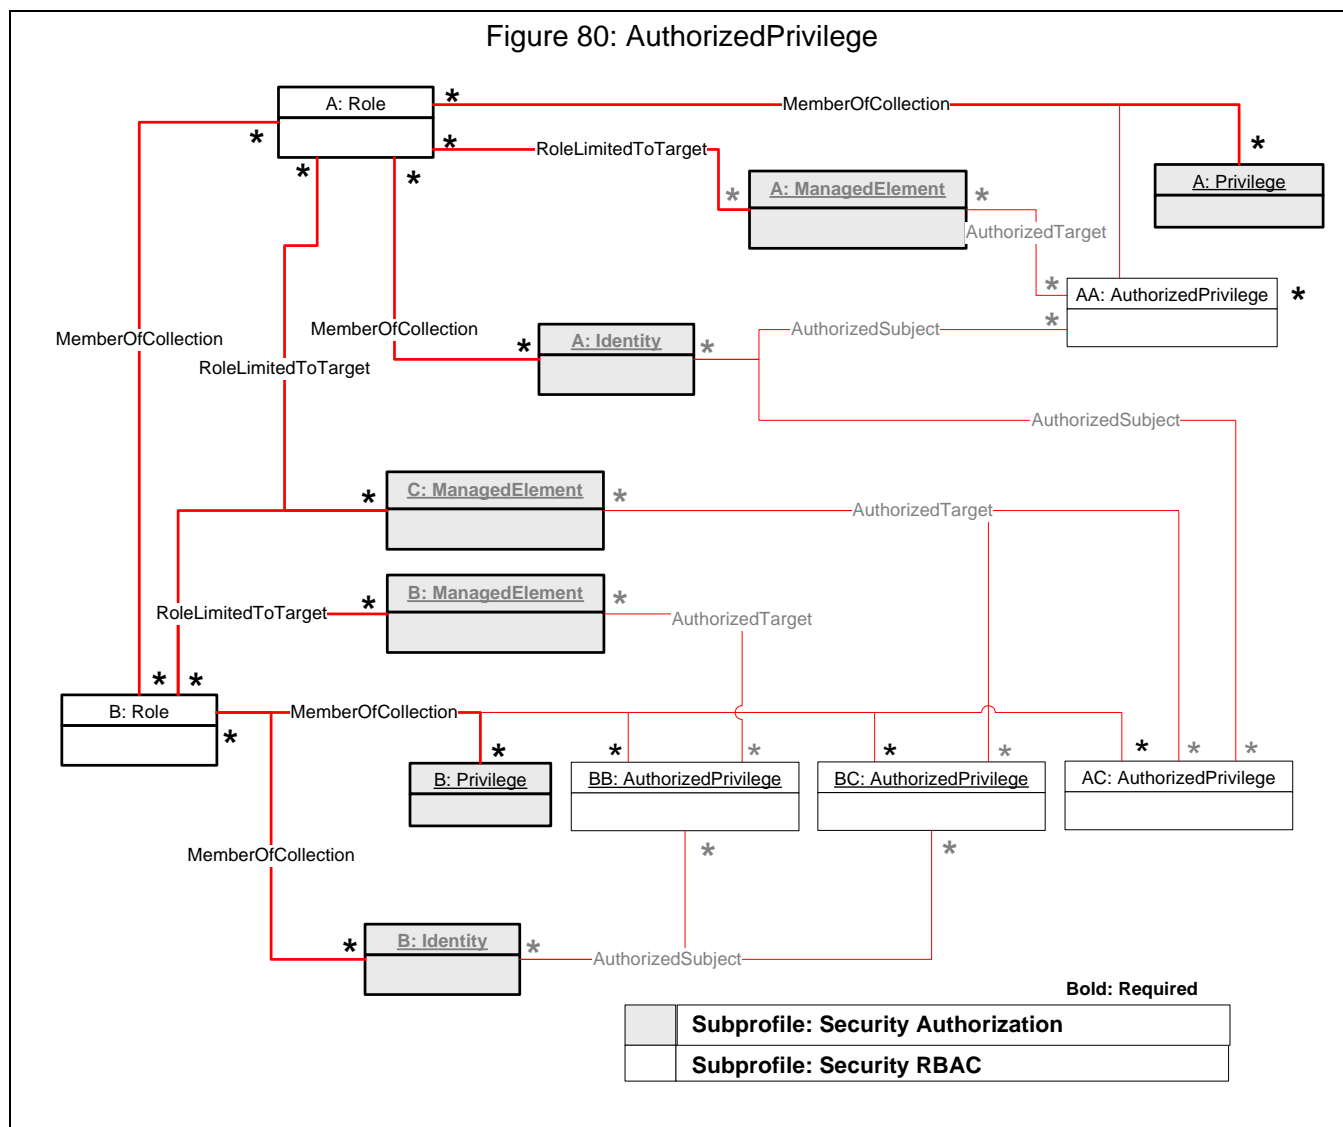 Figure 80: AuthorizedPrivilege
A: Role
*
MemberOfCollection
*
*
*
RoleLimitedToTarget
*
*
*
A: ManagedElement
*
A: Privilege
AuthorizedTarget
*
AA: AuthorizedPrivilege
*
MemberOfCollection
MemberOfCollection
*
A: Identity
*
AuthorizedSubject
*
RoleLimitedToTarget
AuthorizedSubject
*
C: ManagedElement
*
AuthorizedTarget
RoleLimitedToTarget
*
B: ManagedElement
*
AuthorizedTarget
*
*
B: Role
*
MemberOfCollection
*
*
*
*
*
*
*
*
B: Privilege
BB: AuthorizedPrivilege
BC: AuthorizedPrivilege
AC: AuthorizedPrivilege
MemberOfCollection
*
*
*
B: Identity
*
AuthorizedSubject
Bold: Required
Subprofile: Security Authorization
Subprofile: Security RBAC